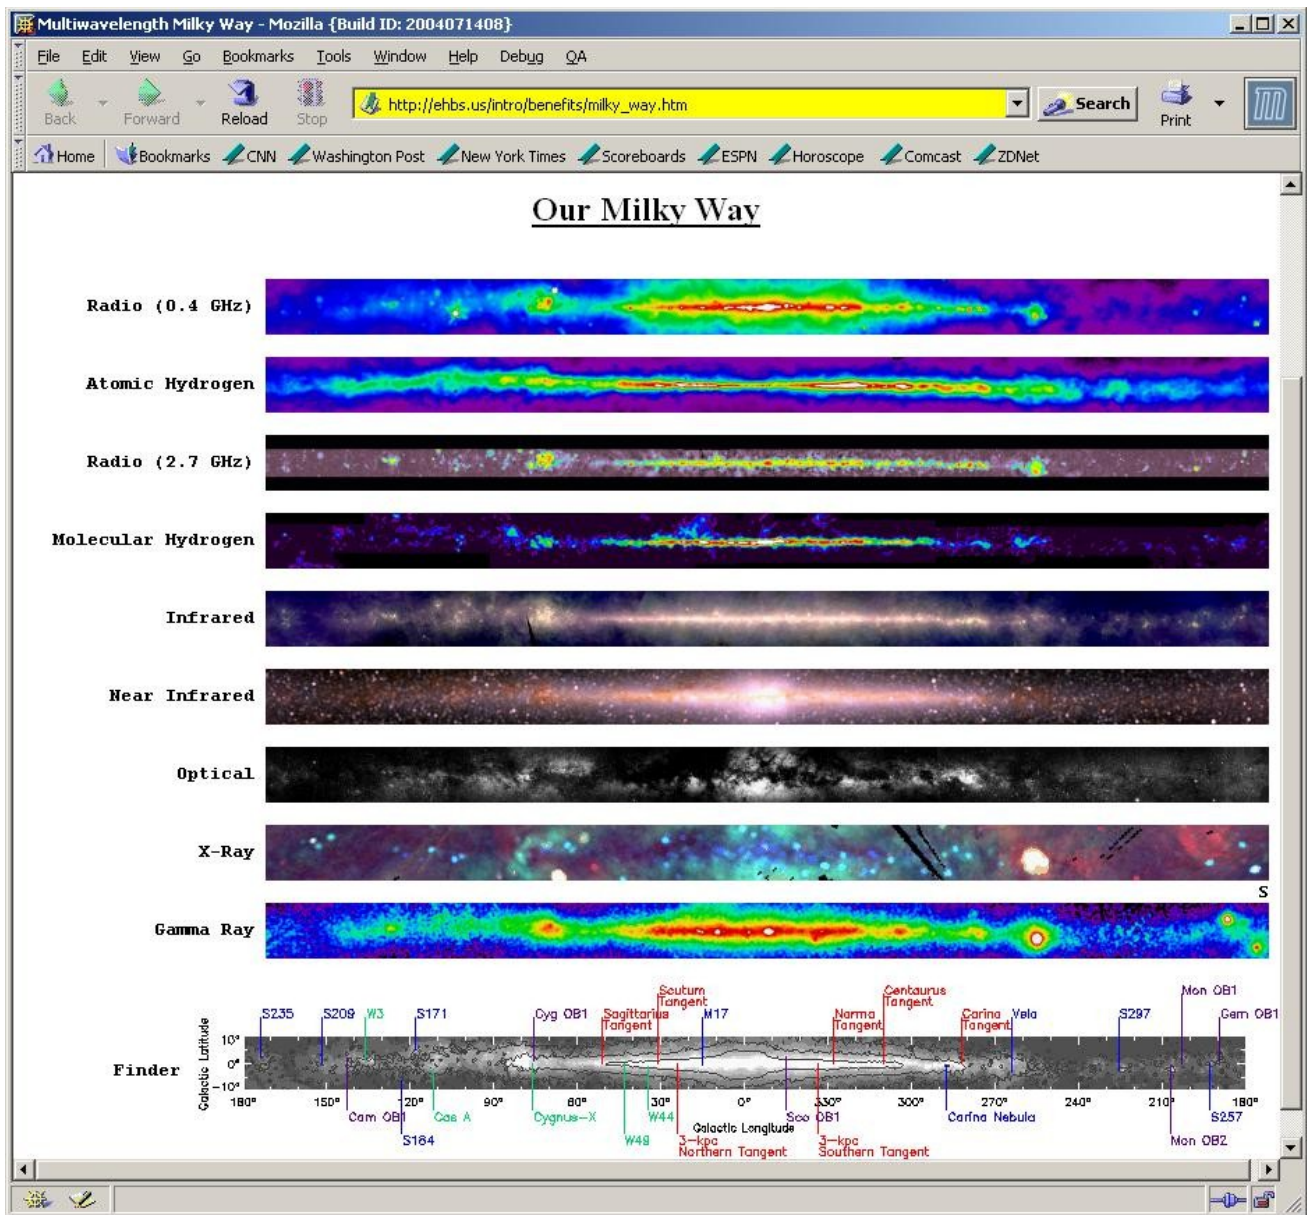 Multiwavelength Milky Way - Mozilla {Build ID: 2004071408}
File Edit View Go Bookmarks Tools Window Help Debug QA
Back Forward Reload Stop http://ehbs.us/intro/benefits/milky_way.htm Search Print
Home Bookmarks CNN Washington Post New York Times Scoreboards ESPN Horoscope Comcast ZDNet
Our Milky Way
Radio (0.4 GHz)
Atomic Hydrogen
Radio (2.7 GHz)
Molecular Hydrogen
Infrared
Near Infrared
Optical
X-Ray
S
Gamma Ray
Scutum Tangent
Centaurus Tangent
Mon OB1
S235 S209 W3 S171 Cyg OB1 Sagittarius Tangent M17 Norma Tangent Carina Tangent Vela S297 Gem OB1
Finder
Galactic Latitude
10°
0°
-10°
180° 150° 120° 90° 60° 30° 0° 330° 300° 270° 240° 210° 180°
Cam OB1 Cas A Cygnus-X W44 Sco OB1 Carina Nebula S257
Galactic Longitude
S184 W49 3-kpc Northern Tangent 3-kpc Southern Tangent Mon OB2